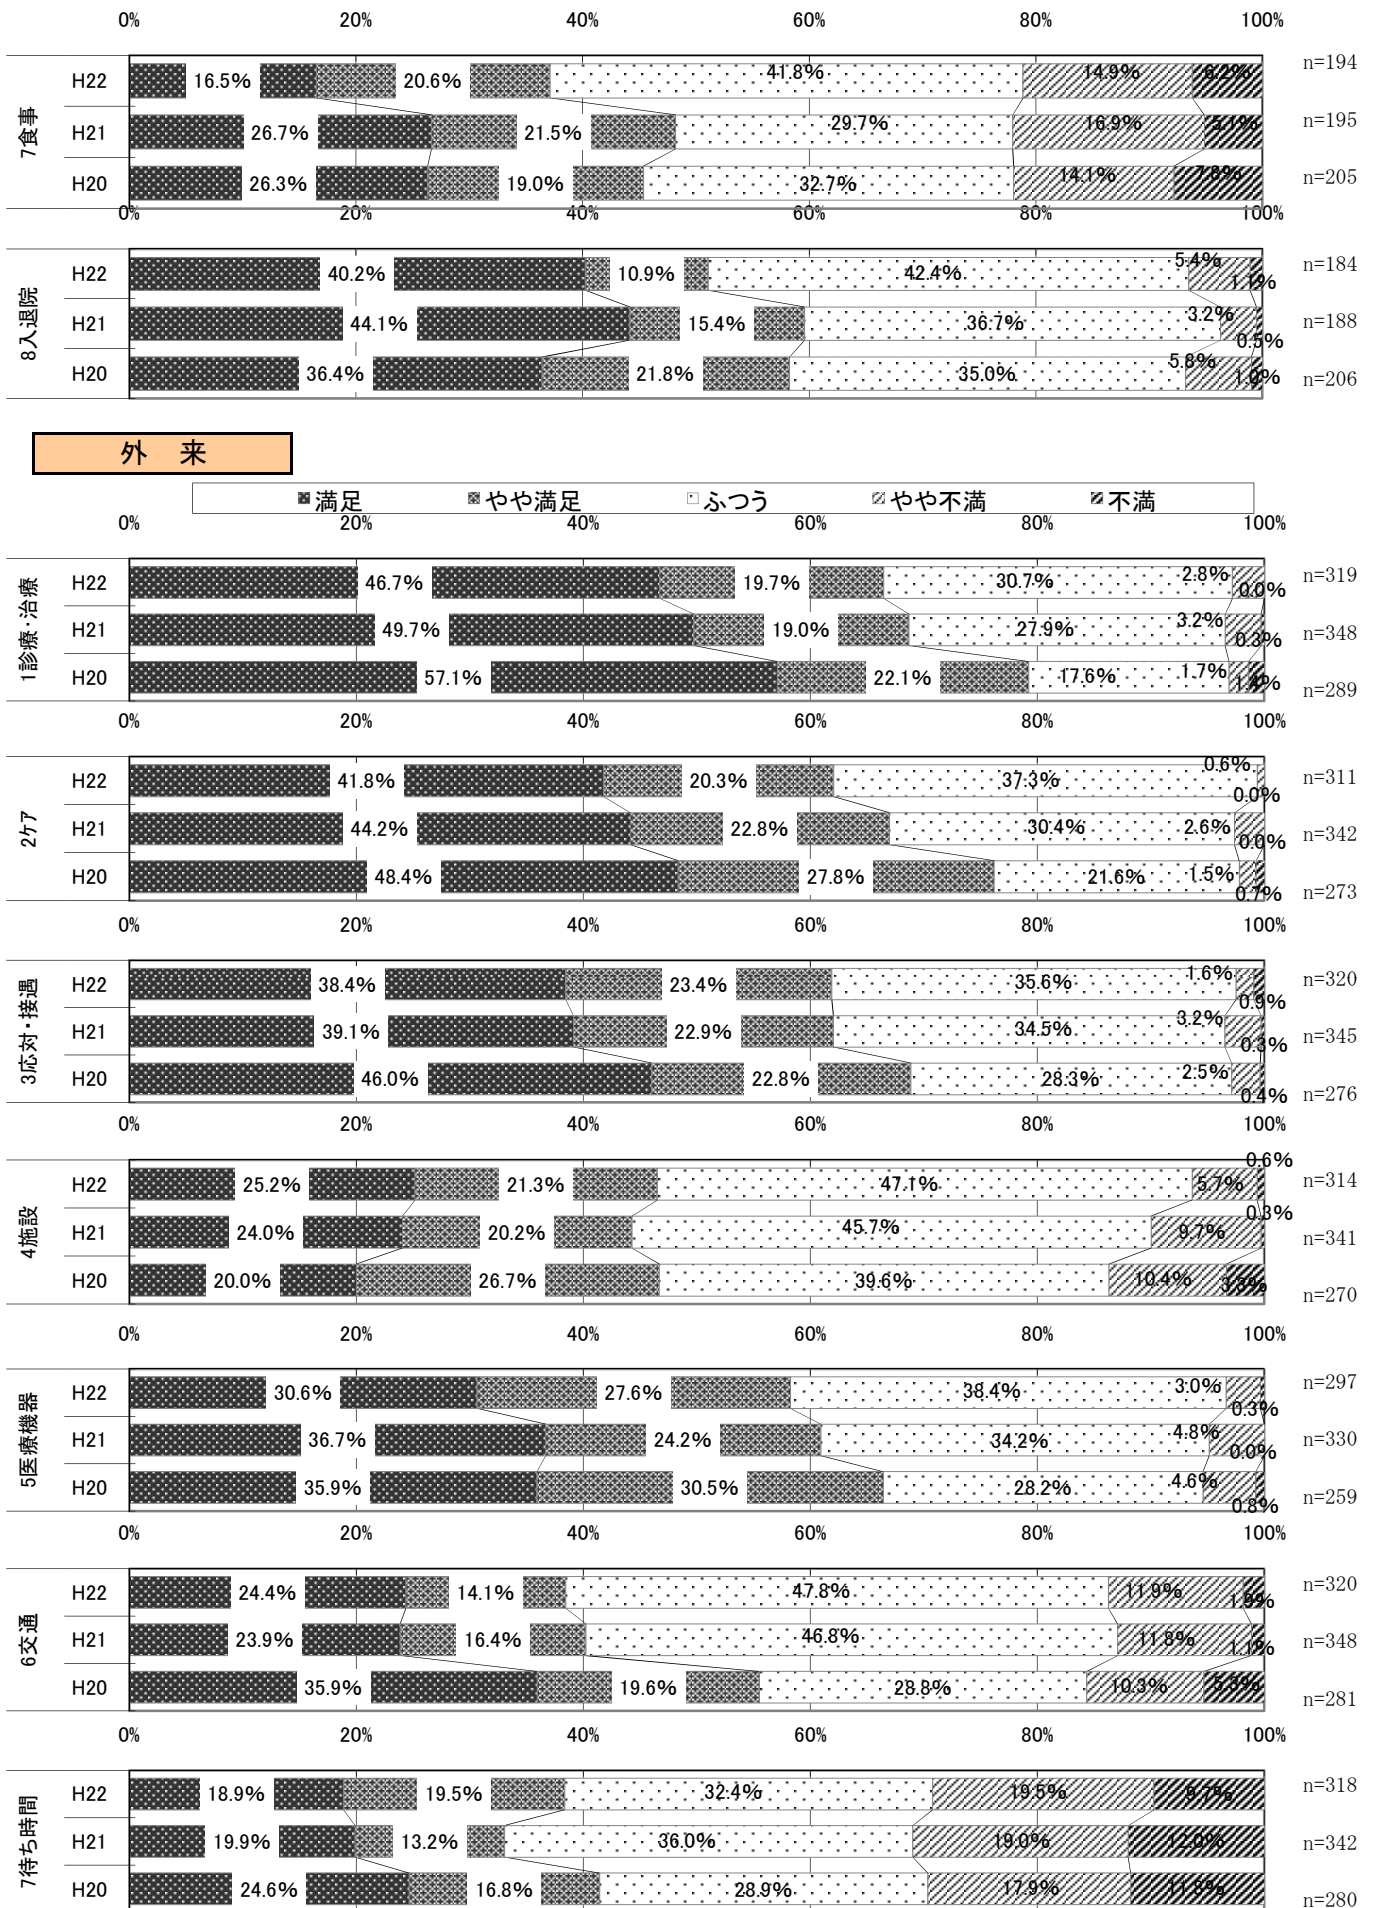 0% 20% 40% 60% 80% 100%
7食事
H22 16.5% 20.6% 41.8% 14.9% 6.2% n=194
H21 26.7% 21.5% 29.7% 16.9% 5.1% n=195
H20 26.3% 19.0% 32.7% 14.1% 7.8% n=205
0% 20% 40% 60% 80% 100%
8入退院
H22 40.2% 10.9% 42.4% 5.4% 1.1% n=184
H21 44.1% 15.4% 36.7% 3.2% 0.5% n=188
H20 36.4% 21.8% 35.0% 5.8% 1.0% n=206
外 来
満足 やや満足 ふつう やや不満 不満
0% 20% 40% 60% 80% 100%
1診療・治療
H22 46.7% 19.7% 30.7% 2.8% 0.0% n=319
H21 49.7% 19.0% 27.9% 3.2% 0.3% n=348
H20 57.1% 22.1% 17.6% 1.7% 1.4% n=289
0% 20% 40% 60% 80% 100%
2ケア
H22 41.8% 20.3% 37.3% 0.6% 0.0% n=311
H21 44.2% 22.8% 30.4% 2.6% 0.0% n=342
H20 48.4% 27.8% 21.6% 1.5% 0.7% n=273
0% 20% 40% 60% 80% 100%
3応対・接遇
H22 38.4% 23.4% 35.6% 1.6% 0.9% n=320
H21 39.1% 22.9% 34.5% 3.2% 0.3% n=345
H20 46.0% 22.8% 28.3% 2.5% 0.4% n=276
0% 20% 40% 60% 80% 100%
4施設
H22 25.2% 21.3% 47.1% 5.7% 0.6% n=314
H21 24.0% 20.2% 45.7% 9.7% 0.3% n=341
H20 20.0% 26.7% 39.6% 10.4% 3.3% n=270
0% 20% 40% 60% 80% 100%
5医療機器
H22 30.6% 27.6% 38.4% 3.0% 0.3% n=297
H21 36.7% 24.2% 34.2% 4.8% 0.0% n=330
H20 35.9% 30.5% 28.2% 4.6% 0.8% n=259
0% 20% 40% 60% 80% 100%
6交通
H22 24.4% 14.1% 47.8% 11.9% 1.9% n=320
H21 23.9% 16.4% 46.8% 11.8% 1.1% n=348
H20 35.9% 19.6% 28.8% 10.3% 5.3% n=281
0% 20% 40% 60% 80% 100%
7待ち時間
H22 18.9% 19.5% 32.4% 19.5% 9.7% n=318
H21 19.9% 13.2% 36.0% 19.0% 12.0% n=342
H20 24.6% 16.8% 28.9% 17.9% 11.8% n=280